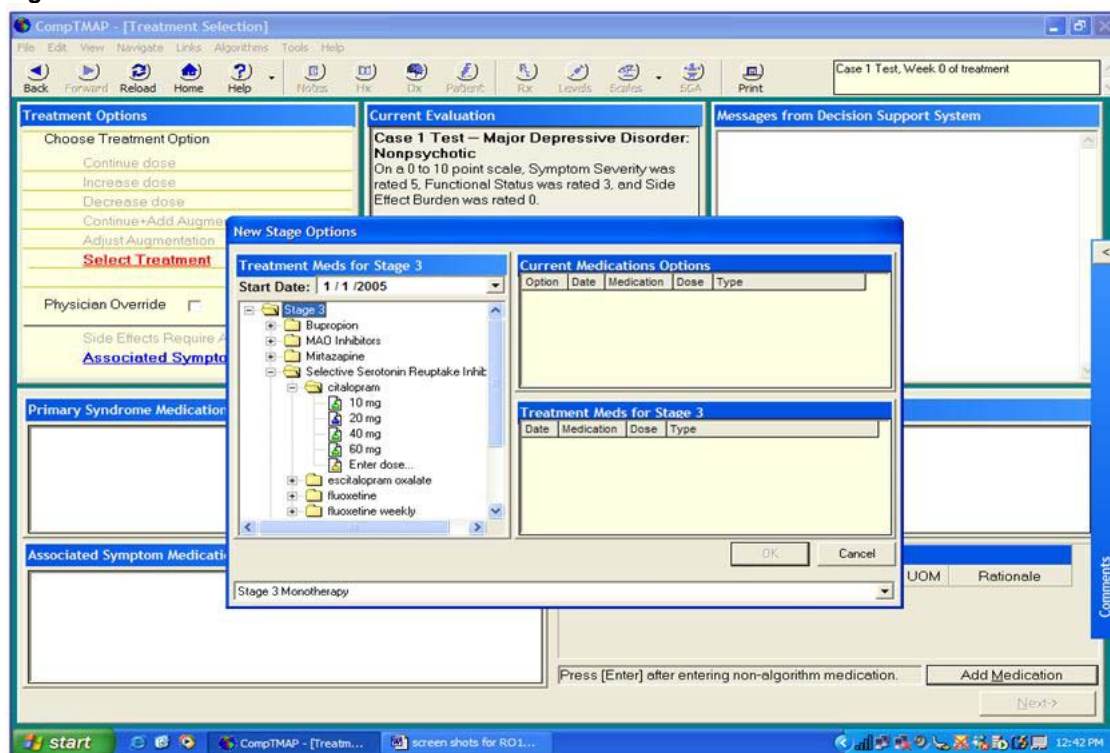 CompTMAP - [Treatment Selection]
File Edit View Navigate Links Algorithms Tools Help
Back Forward Reload Home Help Notes Hx Dx Patient Rx Levels Scales SGA Print
Case 1 Test, Week 0 of treatment
Treatment Options
Choose Treatment Option
Continue dose
Increase dose
Decrease dose
Continue+Add Augme
Adjust Augmentation
Select Treatment
Physician Override
Side Effects Require A
Associated Sympto
Current Evaluation
Case 1 Test — Major Depressive Disorder:
Nonpsychotic
On a 0 to 10 point scale, Symptom Severity was
rated 5, Functional Status was rated 3, and Side
Effect Burden was rated 0.
Messages from Decision Support System
New Stage Options
Treatment Meds for Stage 3
Start Date: 1 / 1 /2005
Stage 3
Bupropion
MAO Inhibitors
Mirtazapine
Selective Serotonin Reuptake Inhit
citalopram
10 mg
20 mg
40 mg
60 mg
Enter dose...
escitalopram oxalate
fluoxetine
fluoxetine weekly
Current Medications Options
Option Date Medication Dose Type
Treatment Meds for Stage 3
Date Medication Dose Type
OK Cancel
Stage 3 Monotherapy
Primary Syndrome Medication
Associated Symptom Medicati
UOM Rationale
Comments
Press [Enter] after entering non-algorithm medication.
Add Medication
Next->
start
CompTMAP - [Treatm...
screen shots for RO1...
12:42 PM